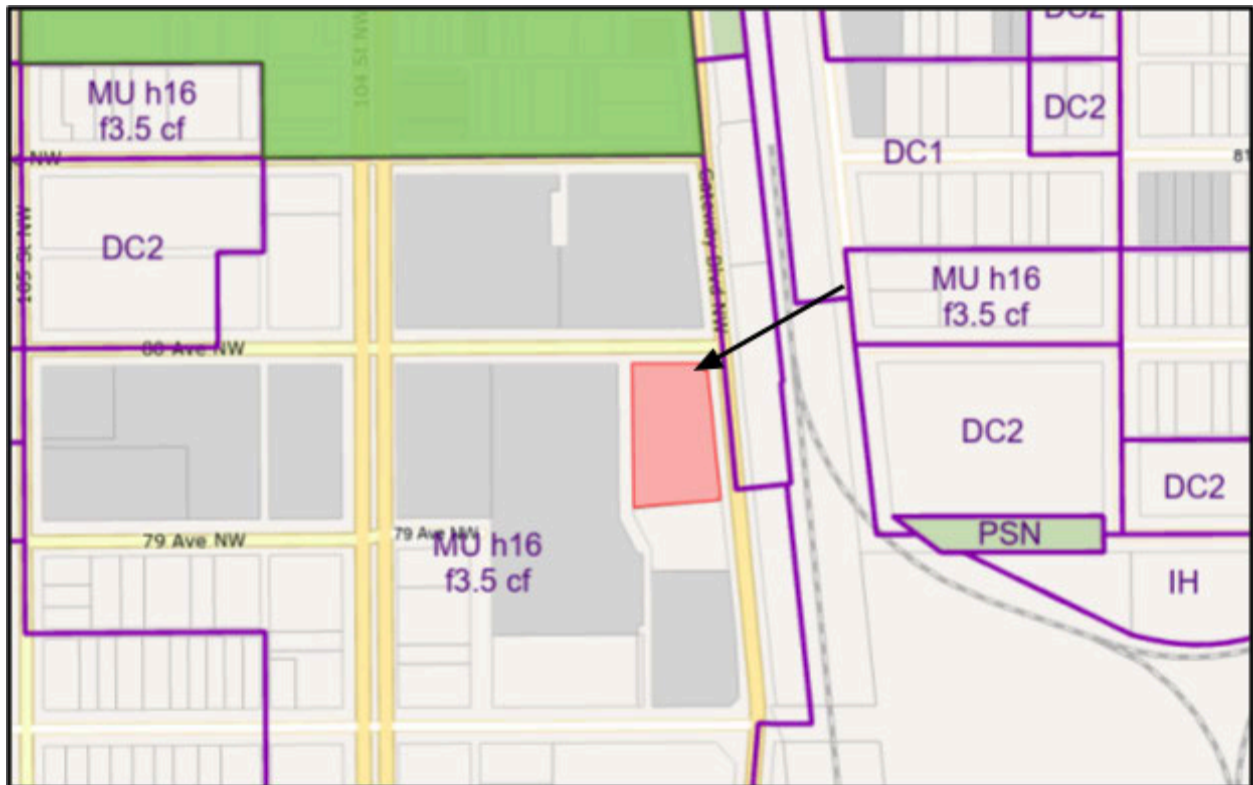 DC2
104 St NW
MU h16
f3.5 cf
DC2
NW
DC1
81
Gateway Blvd NW
DC2
105 St NW
MU h16
f3.5 cf
80 Ave NW
DC2
DC2
79 Ave NW
79 Ave NW
MU h16
f3.5 cf
PSN
IH